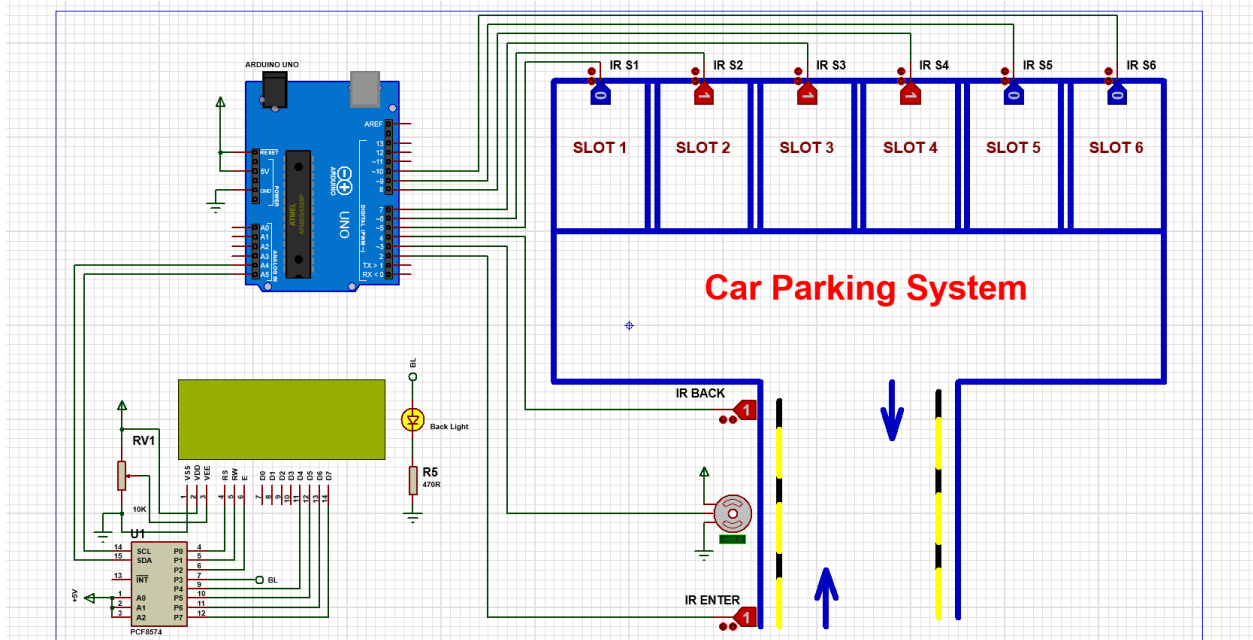 ARDUINO UNO
IR S1
IR S2
IR S3
IR S4
IR S5
IR S6
0
1
1
1
0
0
SLOT 1
SLOT 2
SLOT 3
SLOT 4
SLOT 5
SLOT 6
AREF
13
12
~11
~10
~9
8
7
~6
~5
4
~3
2
TX > 1
RX < 0
RESET
5V
GND
POWER
A0
A1
A2
A3
A4
A5
ANALOG IN
ATMEL
ATMEGA328P
ARDUINO
UNO
DIGITAL (PWM ~)
Car Parking System
IR BACK
1
IR ENTER
1
BL
Back Light
R5
470R
RV1
10K
VSS
VDD
VEE
RS
RW
E
D0
D1
D2
D3
D4
D5
D6
D7
1
2
3
4
5
6
7
8
9
10
11
12
13
14
U1
14
SCL
15
SDA
13
INT
1
A0
2
A1
3
A2
P0
4
P1
5
P2
6
P3
7
P4
9
P5
10
P6
11
P7
12
BL
+5V
PCF8574